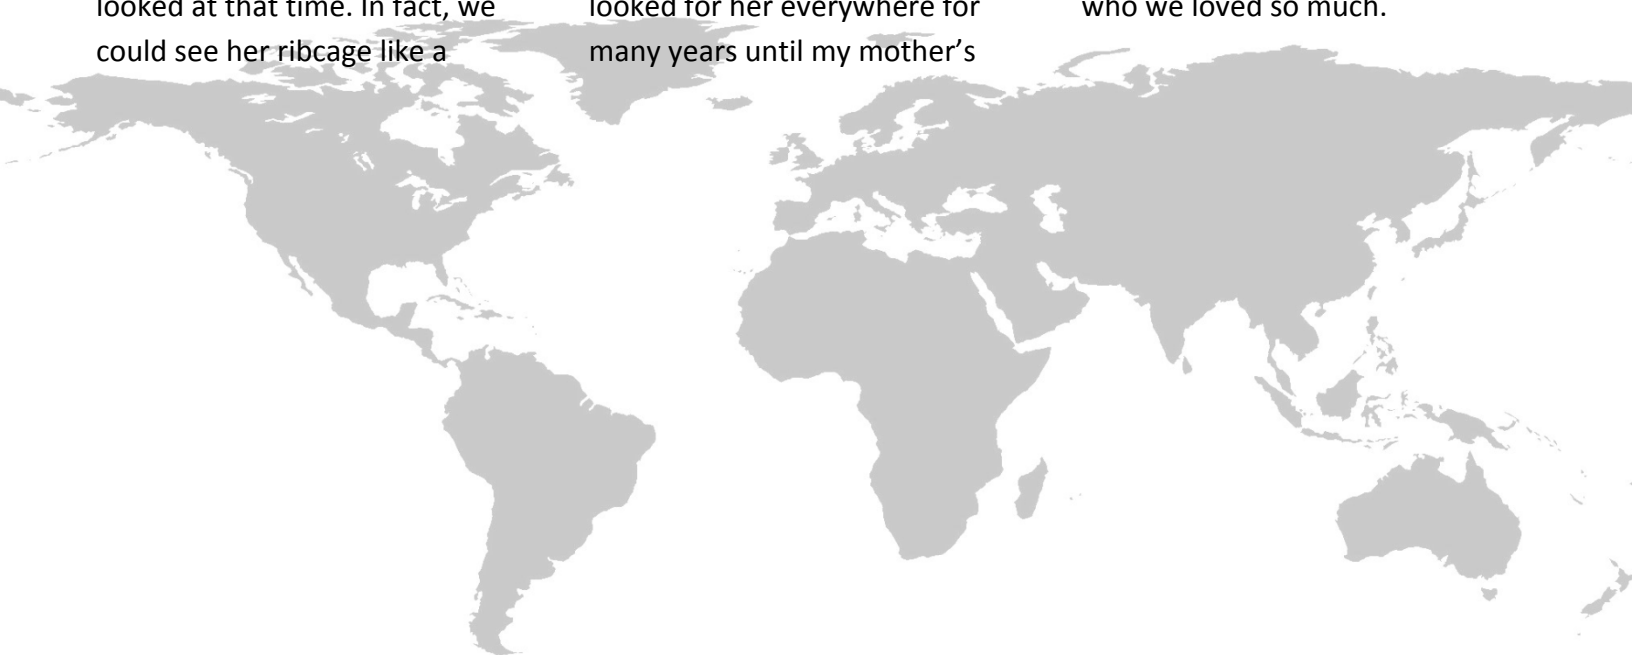 looked at that time. In fact, we
could see her ribcage like a
looked for her everywhere for
many years until my mother’s
who we loved so much.